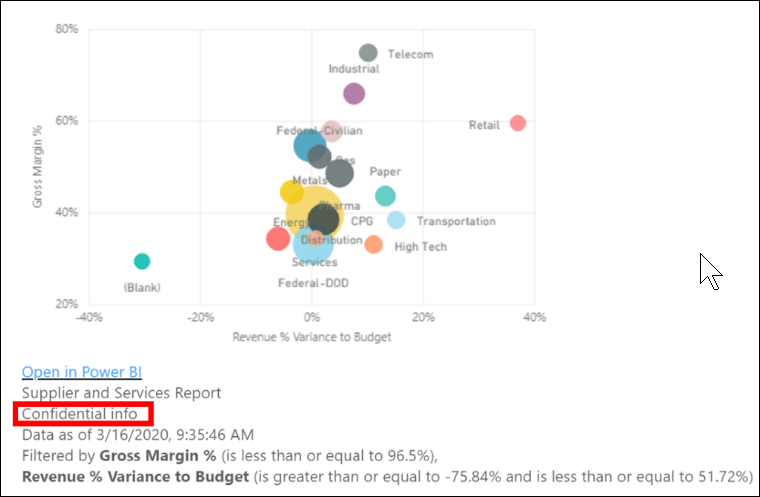 80%
Telecom
Industrial
60%
Retail
Federal-Civilian
Gas
Paper
Metals
Pharma
40%
Energy
CPG
Transportation
Distribution
High Tech
Services
Federal-DOD
(Blank)
20%
Gross Margin %
-40%
-20%
0%
20%
40%
Revenue % Variance to Budget
Open in Power BI
Supplier and Services Report
Confidential info
Data as of 3/16/2020, 9:35:46 AM
Filtered by Gross Margin % (is less than or equal to 96.5%),
Revenue % Variance to Budget (is greater than or equal to -75.84% and is less than or equal to 51.72%)